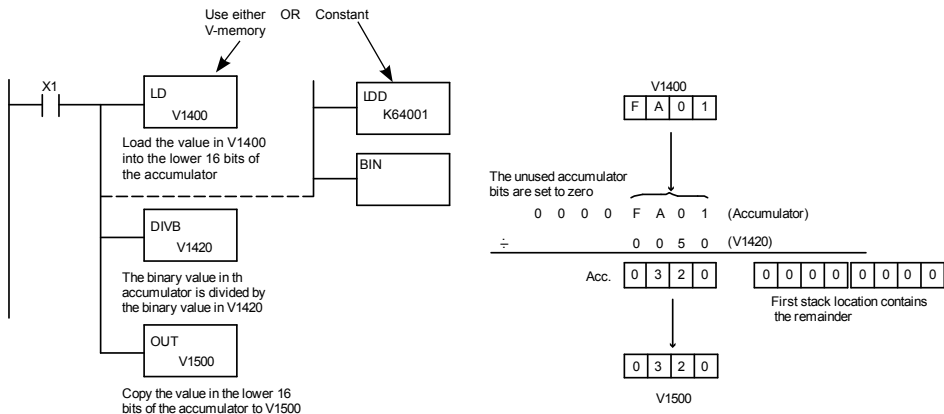 Use either OR Constant
V-memory
X1
LD
V1400
Load the value in V1400
into the lower 16 bits of
the accumulator
LDD
K64001
BIN
DIVB
V1420
The binary value in th
accumulator is divided by
the binary value in V1420
OUT
V1500
Copy the value in the lower 16
bits of the accumulator to V1500
V1400
F A 0 1
The unused accumulator
bits are set to zero
0 0 0 0 F A 0 1 (Accumulator)
÷ 0 0 5 0 (V1420)
Acc. 0 3 2 0 0 0 0 0 0 0 0 0
First stack location contains
the remainder
0 3 2 0
V1500